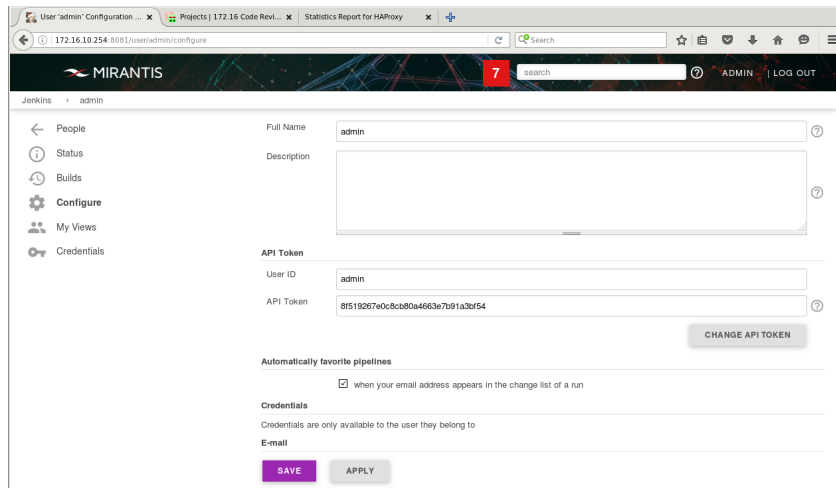 User 'admin' Configuration ... × Projects | 172.16 Code Revi... × Statistics Report for HAProxy ×
172.16.10.254:8081/user/admin/configure Search
MIRANTIS 7 search ADMIN | LOG OUT
Jenkins admin
People
Status
Builds
Configure
My Views
Credentials
Full Name admin
Description
API Token
User ID admin
API Token 8f519267e0c8cb80a4663e7b91a3bf54
CHANGE API TOKEN
Automatically favorite pipelines
when your email address appears in the change list of a run
Credentials
Credentials are only available to the user they belong to
E-mail
SAVE APPLY